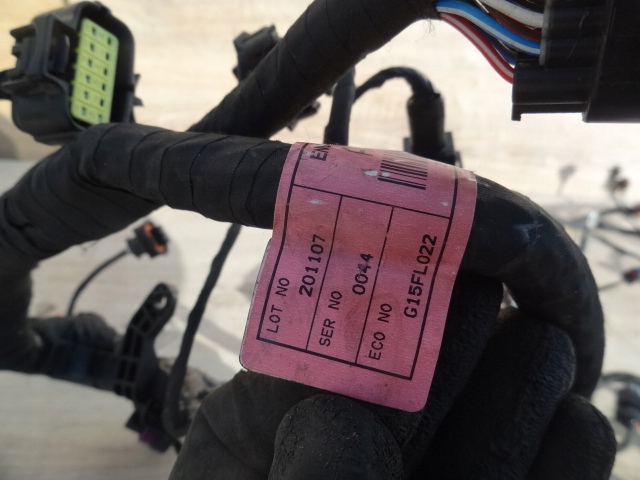 LOT NO 201107
SER NO 0044
ECO NO G15FL022